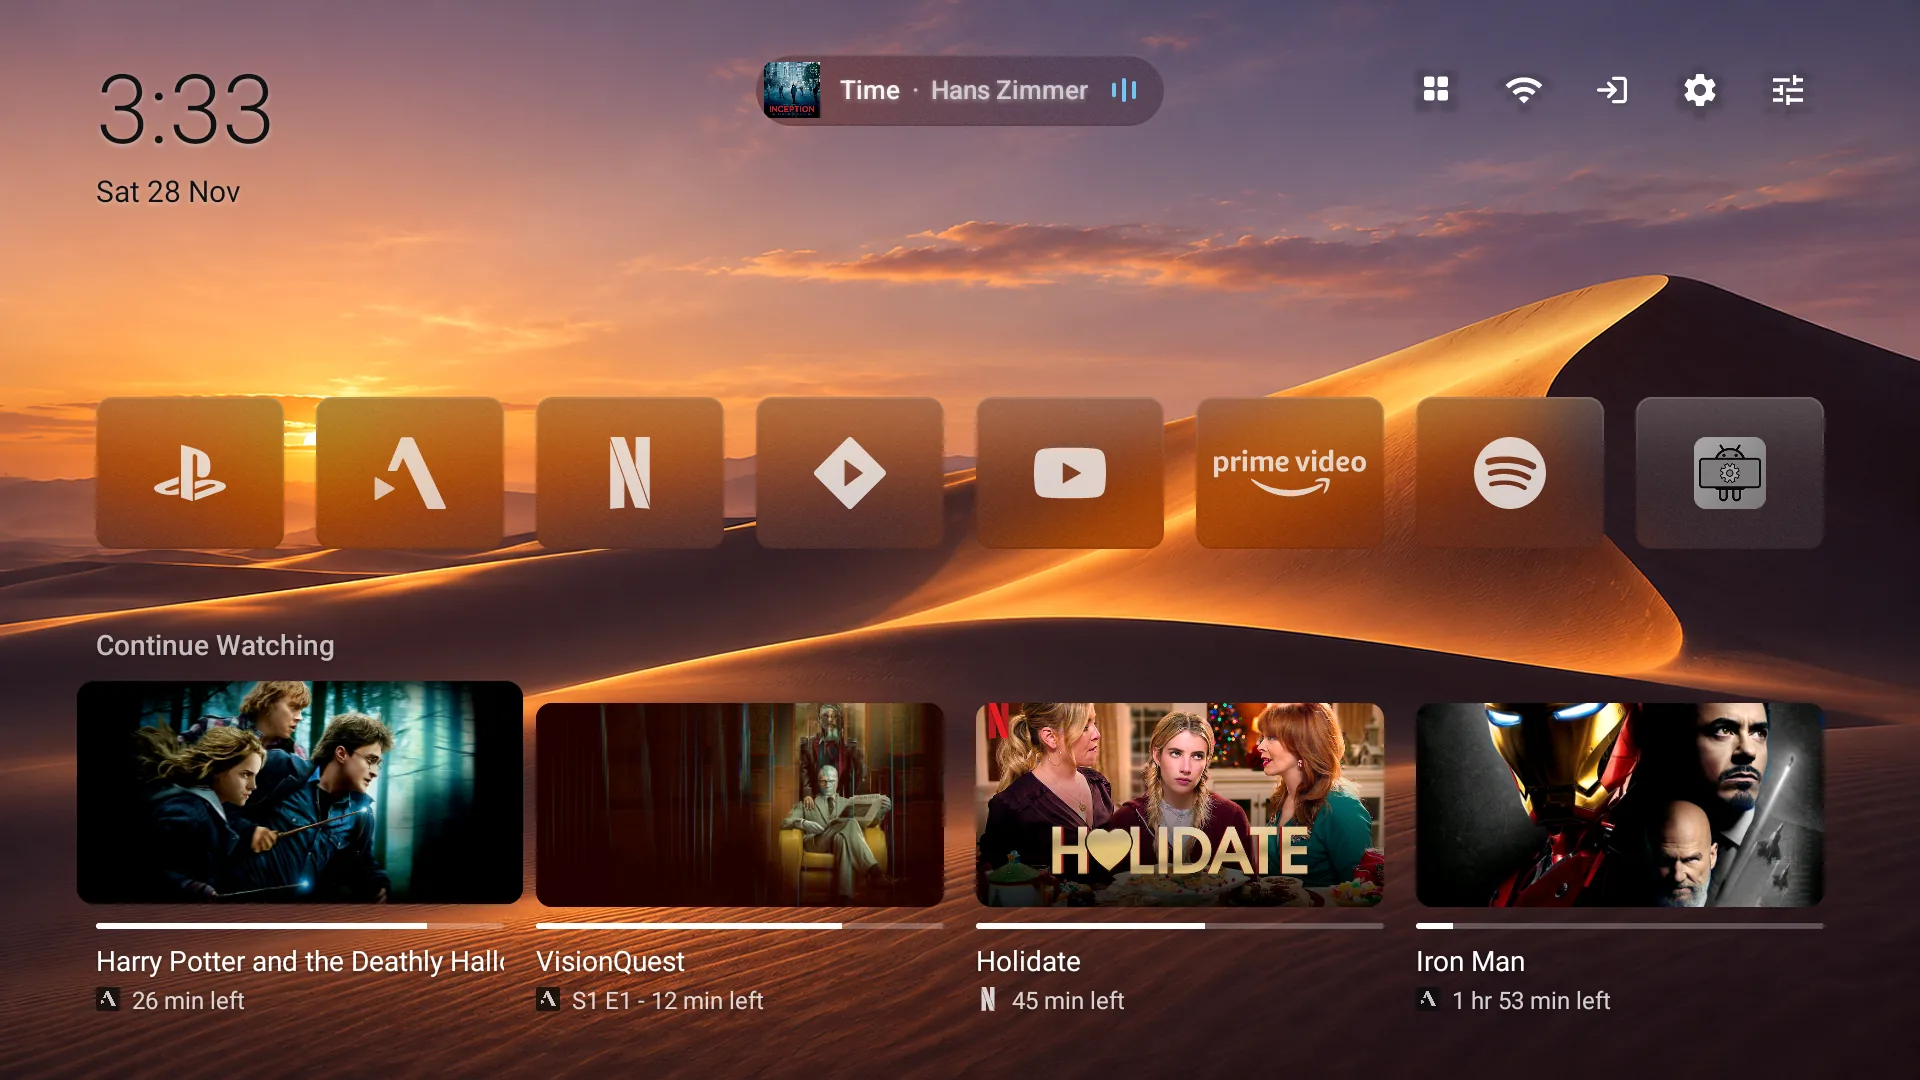 3:33
Sat 28 Nov
INCEPTION
Time · Hans Zimmer
prime video
Continue Watching
HOLIDATE
Harry Potter and the Deathly Hall
26 min left
VisionQuest
S1 E1 - 12 min left
Holidate
45 min left
Iron Man
1 hr 53 min left